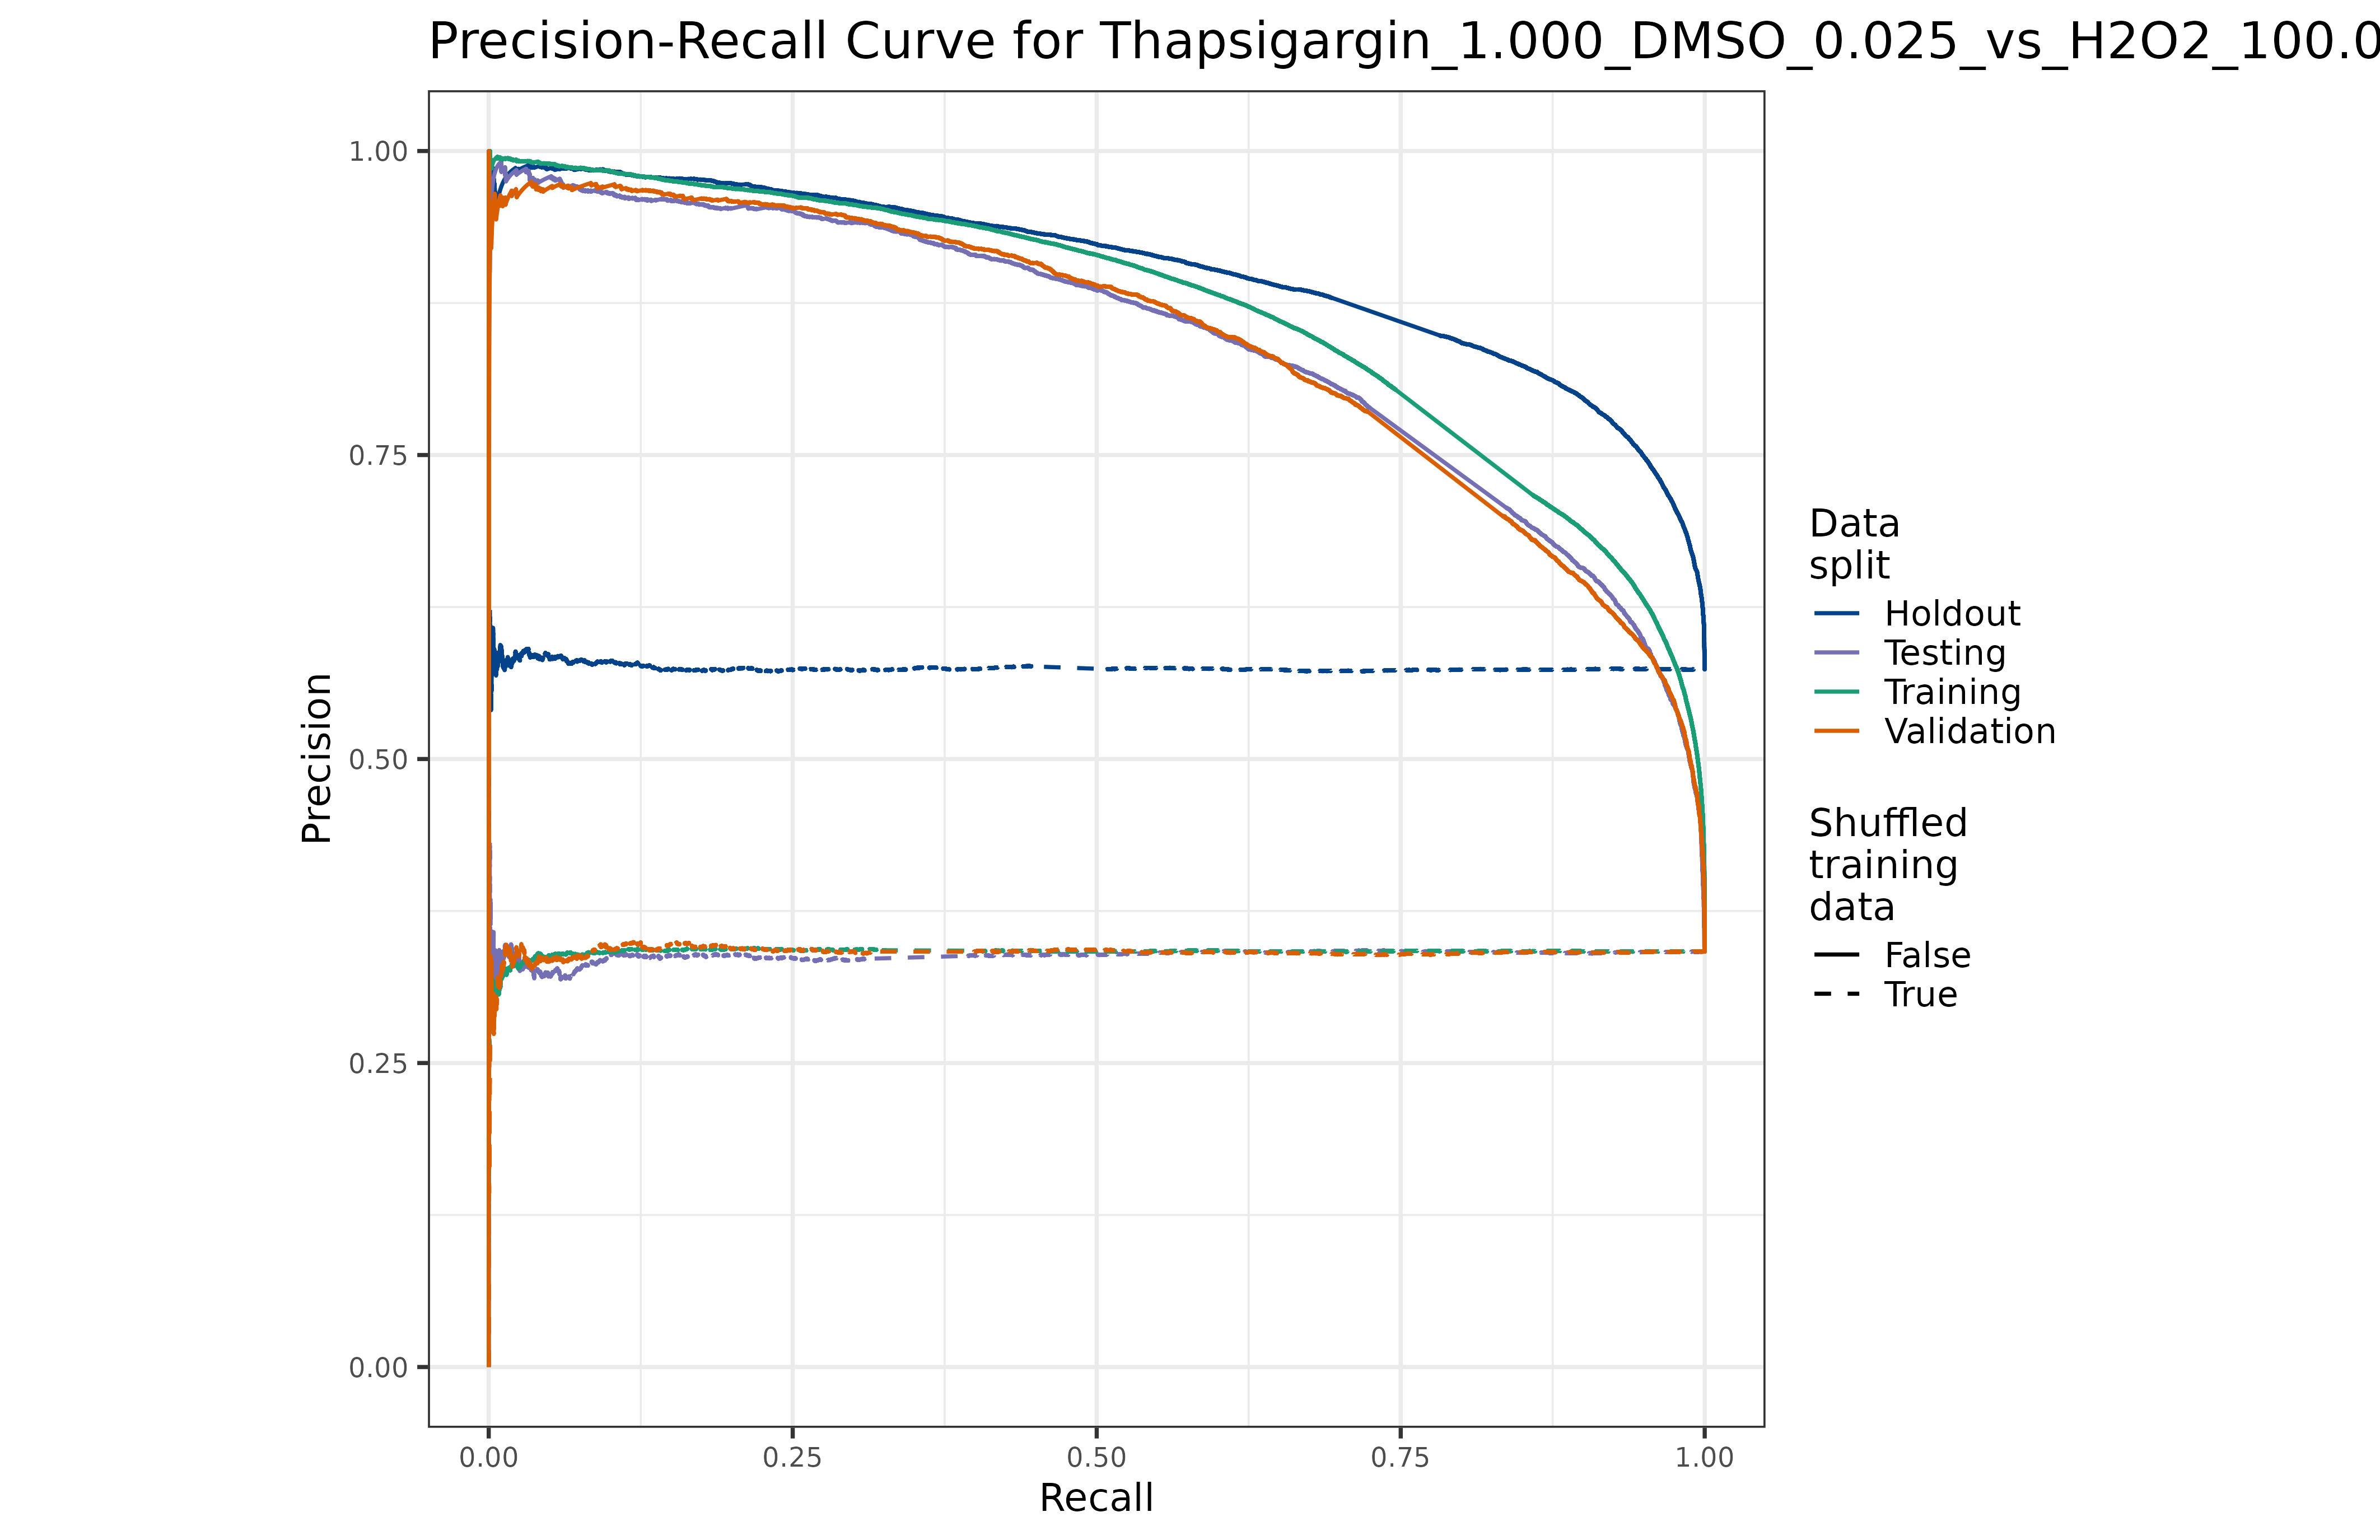 Precision-Recall Curve for Thapsigargin_1.000_DMSO_0.025_vs_H2O2_100.0
1.00
0.75
0.50
0.25
0.00
Precision
0.00 0.25 0.50 0.75 1.00
Recall
Data
split
Holdout
Testing
Training
Validation
Shuffled
training
data
False
True